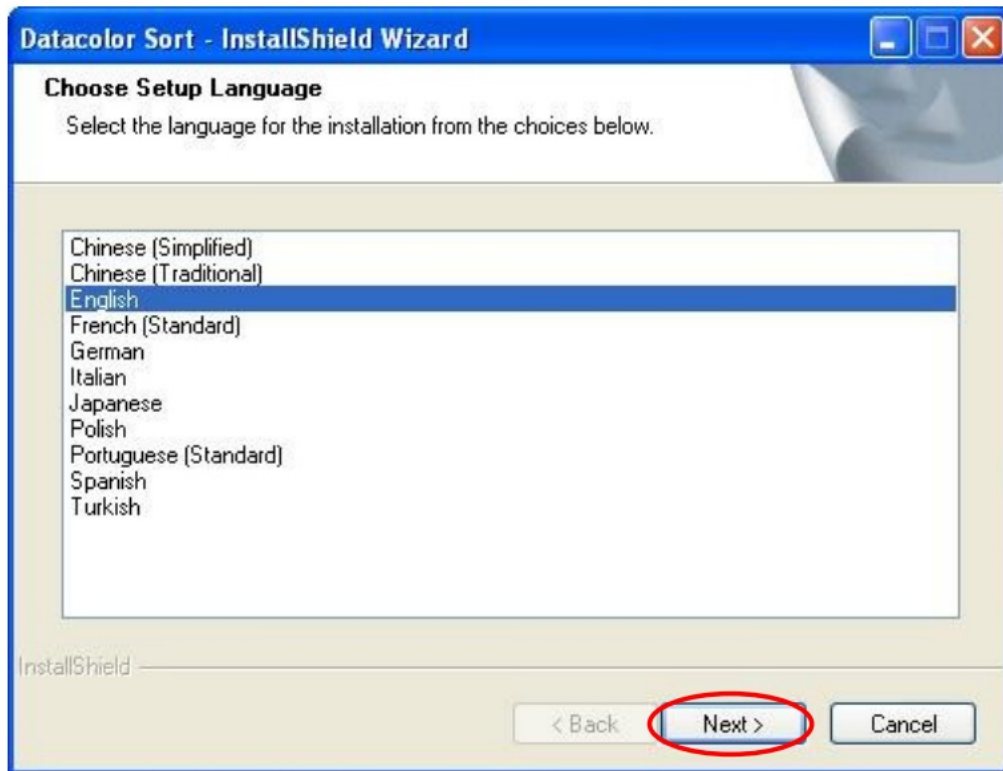 Datacolor Sort - InstallShield Wizard
Choose Setup Language
Select the language for the installation from the choices below.
Chinese (Simplified)
Chinese (Traditional)
English
French (Standard)
German
Italian
Japanese
Polish
Portuguese (Standard)
Spanish
Turkish
InstallShield
< Back Next > Cancel